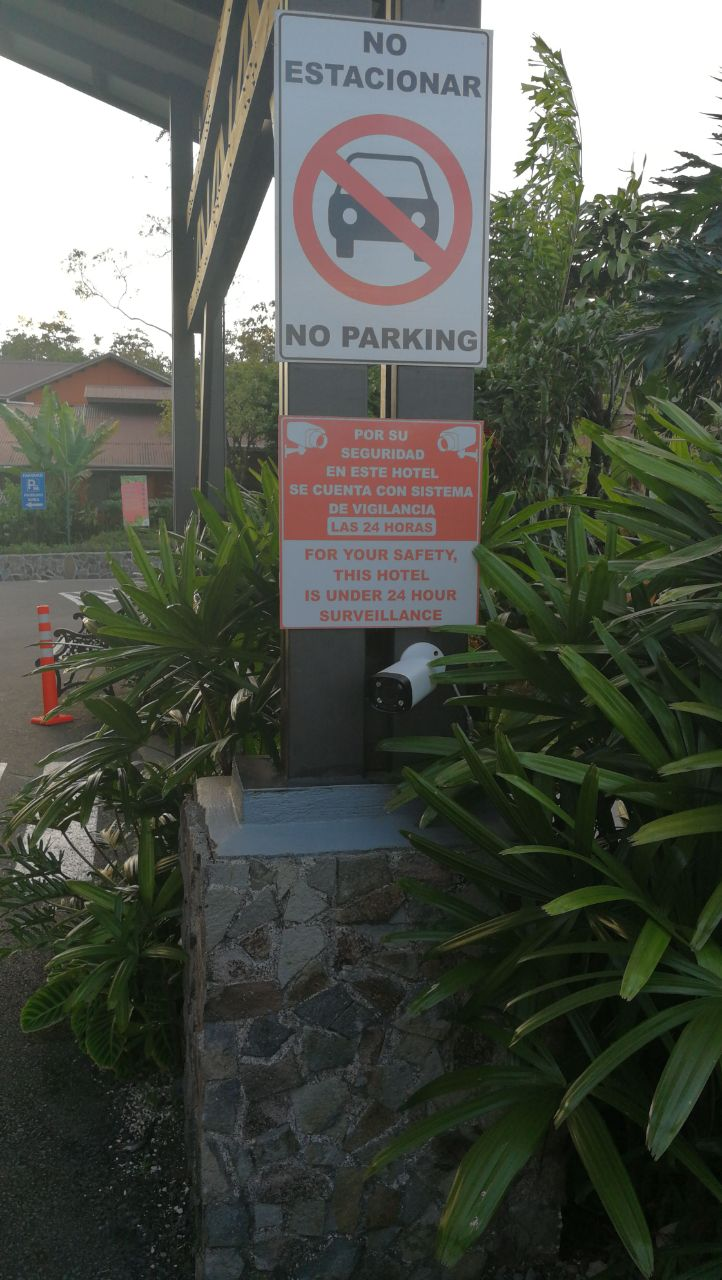 NO
ESTACIONAR
NO PARKING
POR SU
SEGURIDAD
EN ESTE HOTEL
SE CUENTA CON SISTEMA
DE VIGILANCIA
LAS 24 HORAS
FOR YOUR SAFETY,
THIS HOTEL
IS UNDER 24 HOUR
SURVEILLANCE